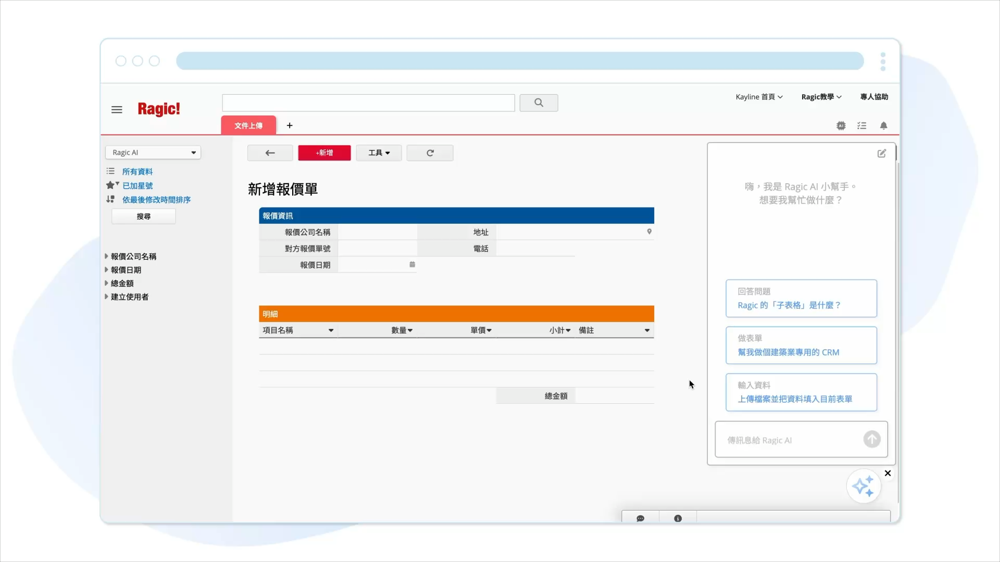 Ragic!
Kayline 首頁
Ragic教學
專人協助
文件上傳
+
AI
Ragic AI
所有資料
已加星號
依最後修改時間排序
搜尋
報價公司名稱
報價日期
總金額
建立使用者
+新增
工具
新增報價單
報價資訊
報價公司名稱
地址
對方報價單號
電話
報價日期
明細
項目名稱
數量
單價
小計
備註
總金額
嗨，我是 Ragic AI 小幫手。
想要我幫忙做什麼？
回答問題
Ragic 的「子表格」是什麼？
做表單
幫我做個建築業專用的 CRM
輸入資料
上傳檔案並把資料填入目前表單
傳訊息給 Ragic AI